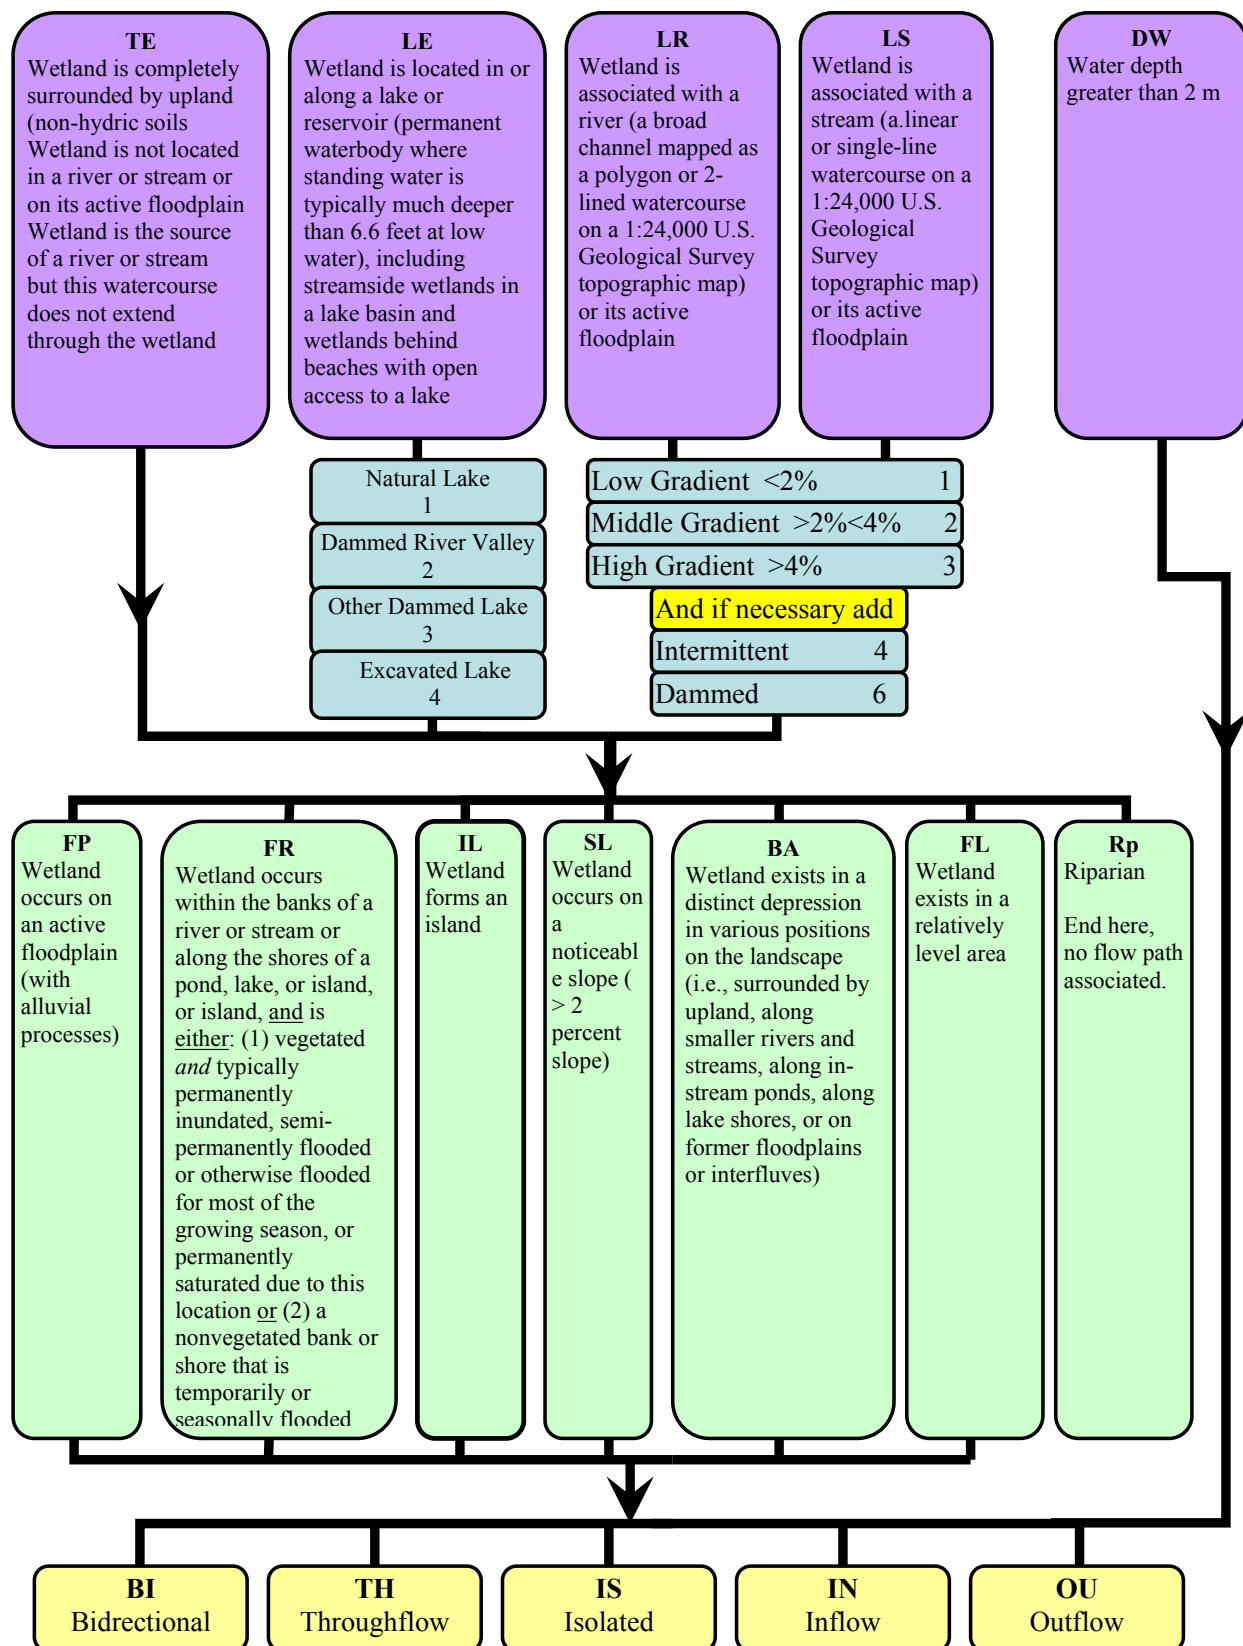 TE
Wetland is completely
surrounded by upland
(non-hydric soils
Wetland is not located
in a river or stream or
on its active floodplain
Wetland is the source
of a river or stream
but this watercourse
does not extend
through the wetland
LE
Wetland is located in or
along a lake or
reservoir (permanent
waterbody where
standing water is
typically much deeper
than 6.6 feet at low
water), including
streamside wetlands in
a lake basin and
wetlands behind
beaches with open
access to a lake
LR
Wetland is
associated with a
river (a broad
channel mapped as
a polygon or 2-
lined watercourse
on a 1:24,000 U.S.
Geological Survey
topographic map)
or its active
floodplain
LS
Wetland is
associated with a
stream (a.linear
or single-line
watercourse on a
1:24,000 U.S.
Geological
Survey
topographic map)
or its active
floodplain
DW
Water depth
greater than 2 m
Natural Lake
1
Dammed River Valley
2
Other Dammed Lake
3
Excavated Lake
4
Low Gradient <2% 1
Middle Gradient >2%<4% 2
High Gradient >4% 3
And if necessary add
Intermittent 4
Dammed 6
FP
Wetland
occurs on
an active
floodplain
(with
alluvial
processes)
FR
Wetland occurs
within the banks of a
river or stream or
along the shores of a
pond, lake, or island,
or island, and is
either: (1) vegetated
and typically
permanently
inundated, semi-
permanently flooded
or otherwise flooded
for most of the
growing season, or
permanently
saturated due to this
location or (2) a
nonvegetated bank or
shore that is
temporarily or
seasonally flooded
IL
Wetland
forms an
island
SL
Wetland
occurs on
a
noticeabl
e slope (
> 2
percent
slope)
BA
Wetland exists in a
distinct depression
in various positions
on the landscape
(i.e., surrounded by
upland, along
smaller rivers and
streams, along in-
stream ponds, along
lake shores, or on
former floodplains
or interfluves)
FL
Wetland
exists in a
relatively
level area
Rp
Riparian
End here,
no flow path
associated.
BI
Bidrectional
TH
Throughflow
IS
Isolated
IN
Inflow
OU
Outflow